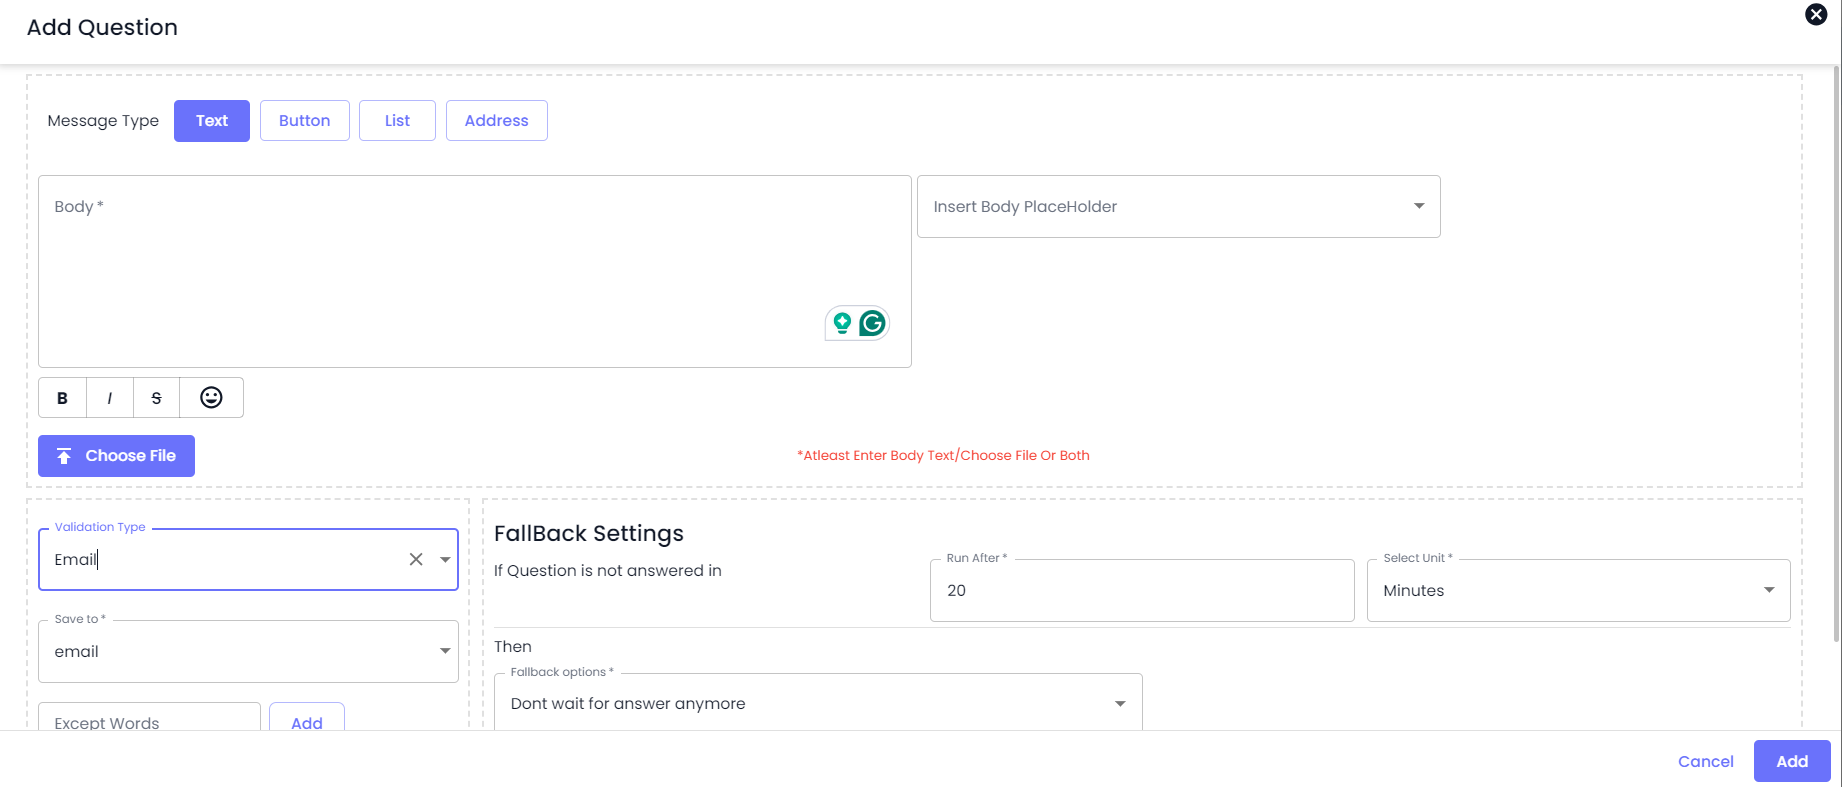 Add Question
Message Type Text Button List Address
Body *
Insert Body PlaceHolder
B I S
Choose File
*Atleast Enter Body Text/Choose File Or Both
Validation Type
Email
Save to *
email
Except Words
Add
FallBack Settings
If Question is not answered in
Run After *
20
Select Unit *
Minutes
Then
Fallback options *
Dont wait for answer anymore
Cancel Add